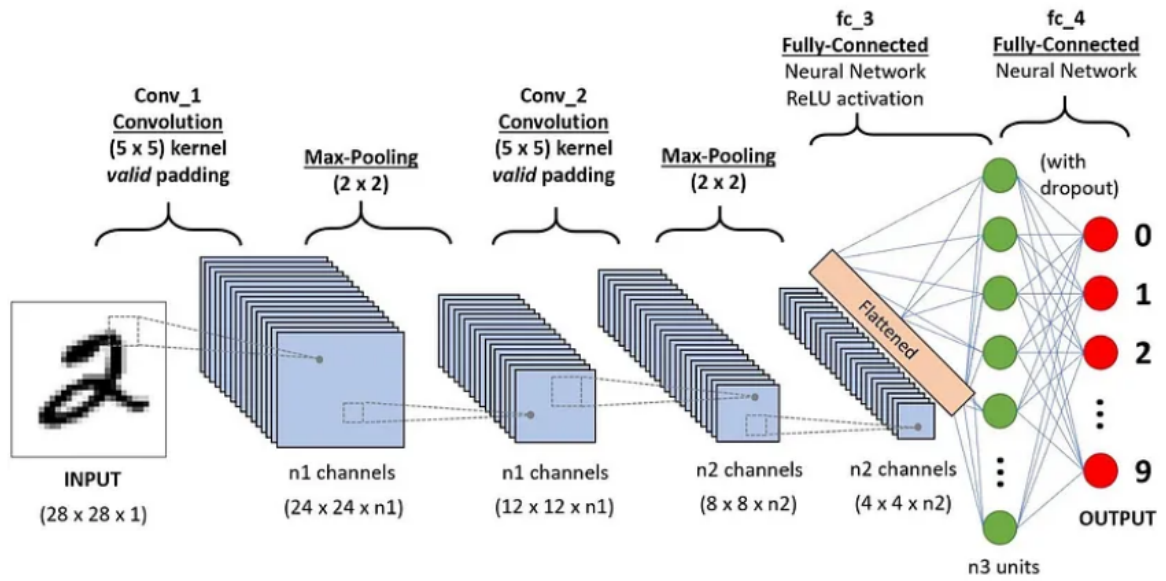 fc_3
Fully-Connected
Neural Network
ReLU activation
fc_4
Fully-Connected
Neural Network
Conv_1
Convolution
(5 x 5) kernel
valid padding
Max-Pooling
(2 x 2)
Conv_2
Convolution
(5 x 5) kernel
valid padding
Max-Pooling
(2 x 2)
(with
dropout)
Flattened
0
1
2
9
INPUT
(28 x 28 x 1)
n1 channels
(24 x 24 x n1)
n1 channels
(12 x 12 x n1)
n2 channels
(8 x 8 x n2)
n2 channels
(4 x 4 x n2)
OUTPUT
n3 units
2